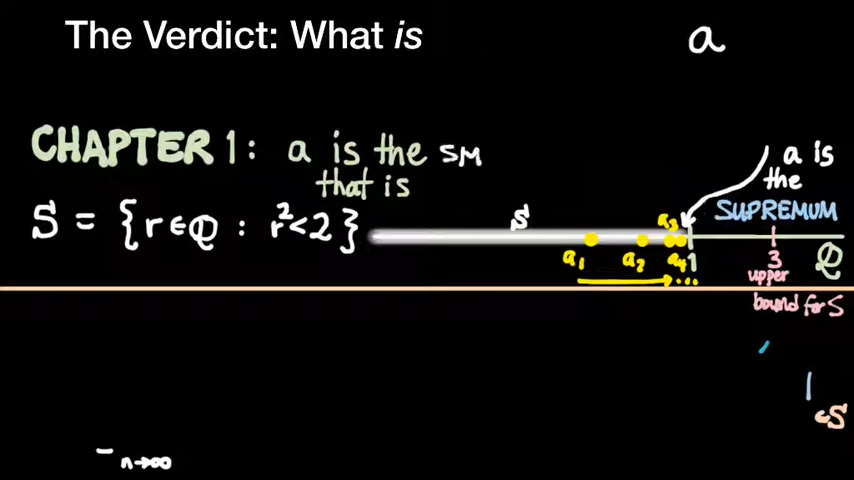 The Verdict: What is a
CHAPTER 1: a is the SM
that is
S = {r∈ℚ : r²<2}
S
a is
the
SUPREMUM
a₁ a₂ a₃ a₄ 1 3 ℚ
...
upper
bound for S
∈S
n→∞